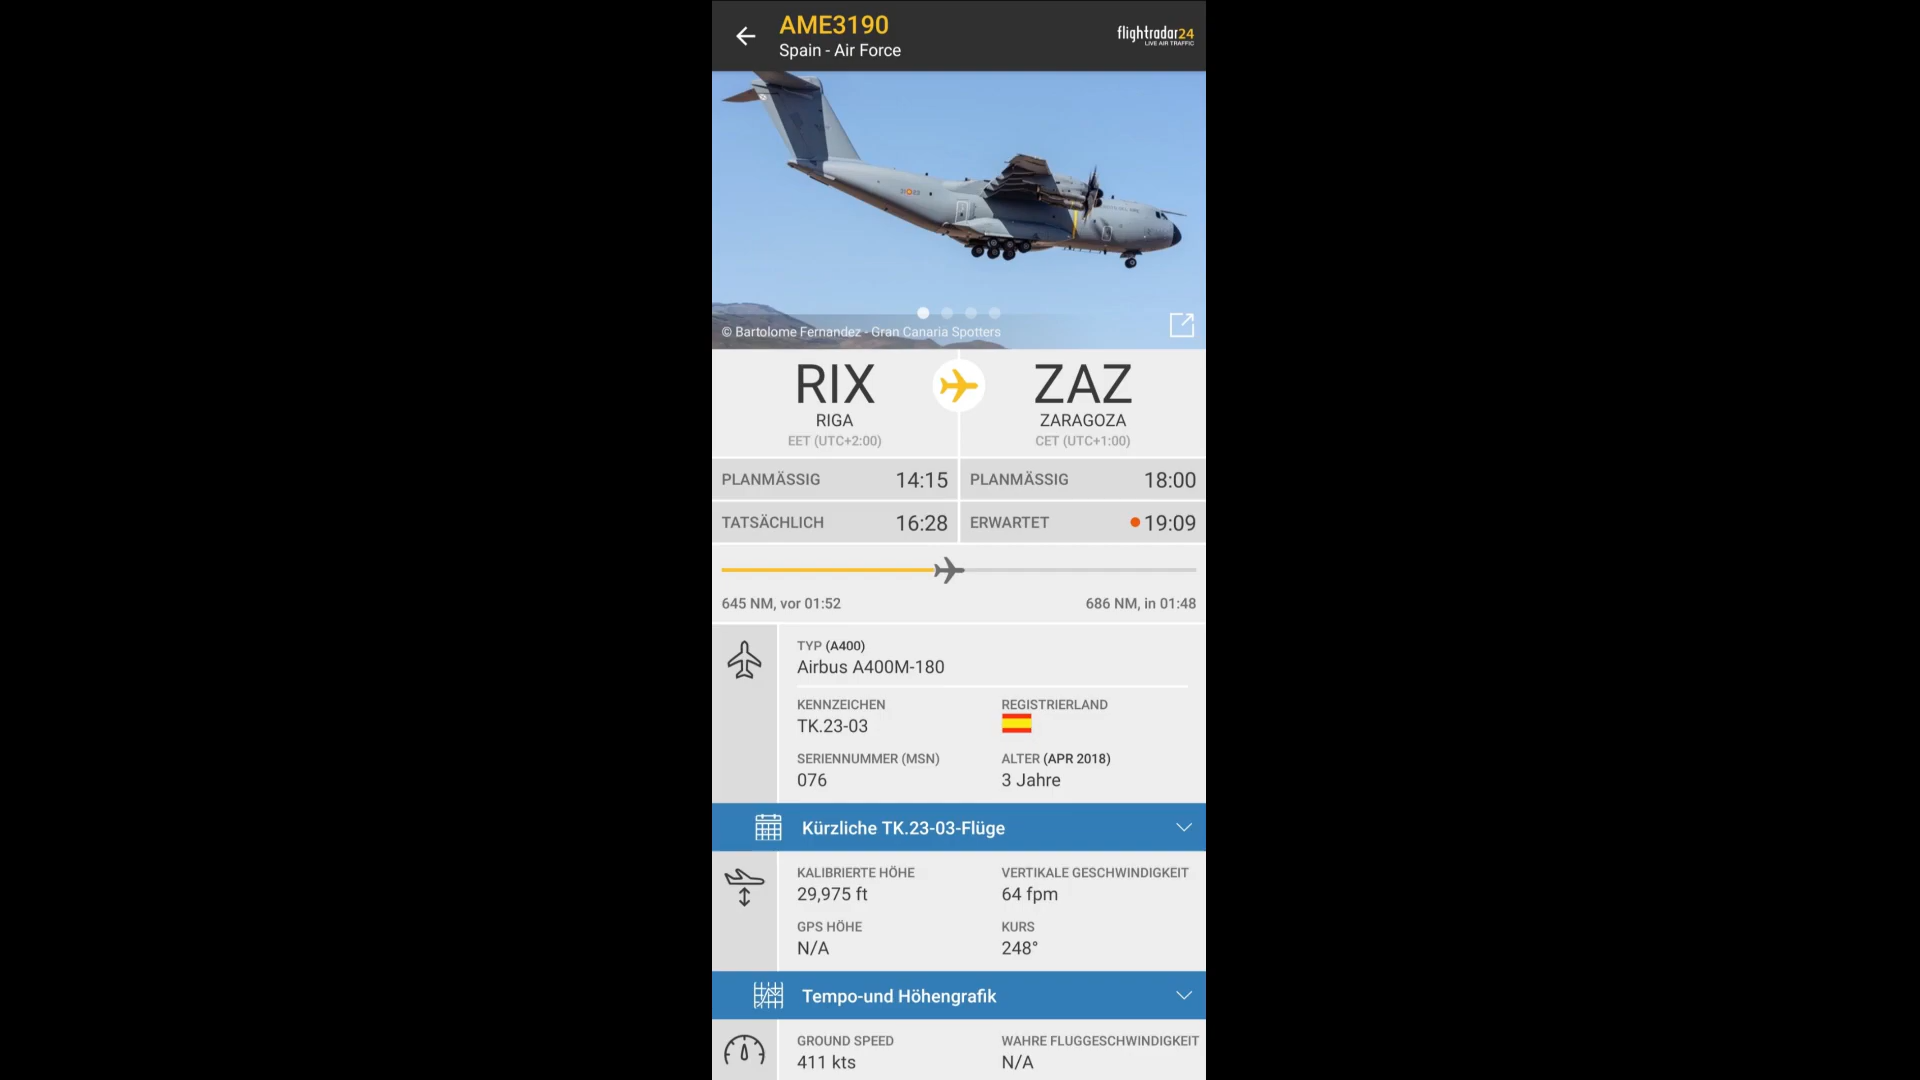 AME3190
Spain - Air Force
flightradar24
LIVE AIR TRAFFIC
© Bartolome Fernandez - Gran Canaria Spotters
RIX
RIGA
EET (UTC+2:00)
ZAZ
ZARAGOZA
CET (UTC+1:00)
PLANMÄSSIG 14:15
PLANMÄSSIG 18:00
TATSÄCHLICH 16:28
ERWARTET 19:09
645 NM, vor 01:52
686 NM, in 01:48
TYP (A400)
Airbus A400M-180
KENNZEICHEN
TK.23-03
REGISTRIERLAND
SERIENNUMMER (MSN)
076
ALTER (APR 2018)
3 Jahre
Kürzliche TK.23-03-Flüge
KALIBRIERTE HÖHE
29,975 ft
VERTIKALE GESCHWINDIGKEIT
64 fpm
GPS HÖHE
N/A
KURS
248°
Tempo-und Höhengrafik
GROUND SPEED
411 kts
WAHRE FLUGGESCHWINDIGKEIT
N/A